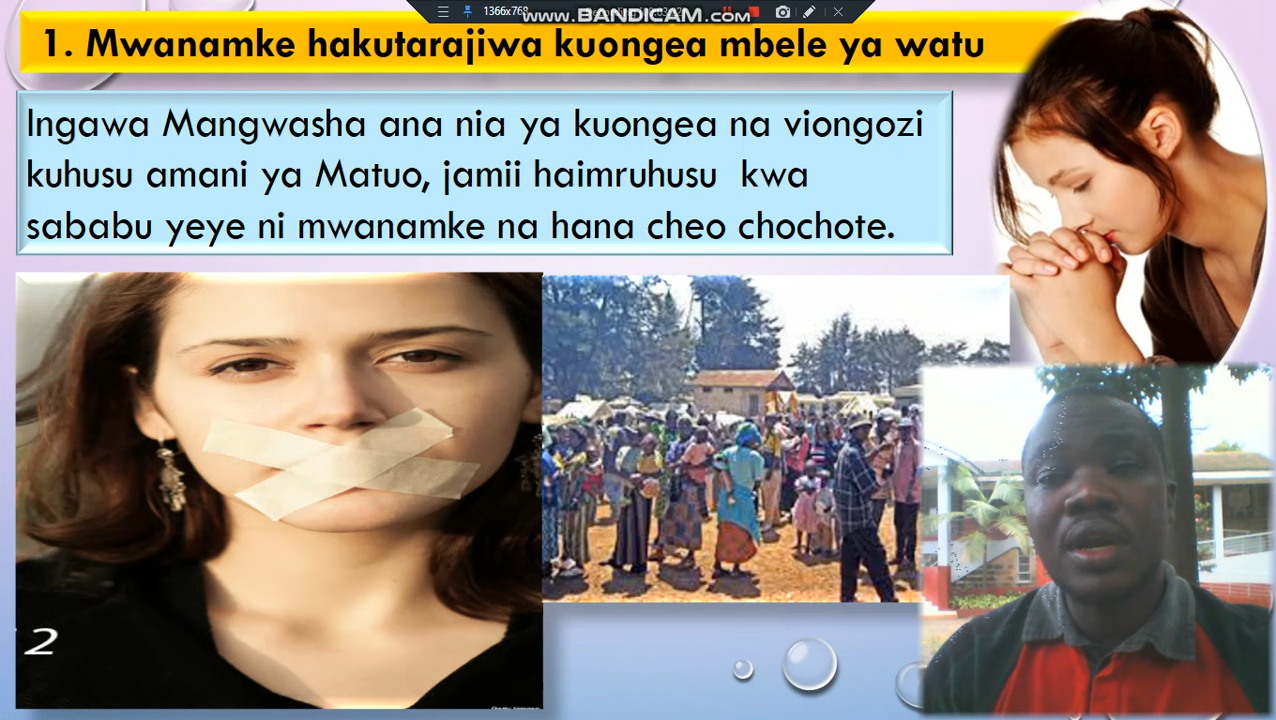 1366x768
www.BANDICAM.com
1. Mwanamke hakutarajiwa kuongea mbele ya watu
Ingawa Mangwasha ana nia ya kuongea na viongozi
kuhusu amani ya Matuo, jamii haimruhusu kwa
sababu yeye ni mwanamke na hana cheo chochote.
2